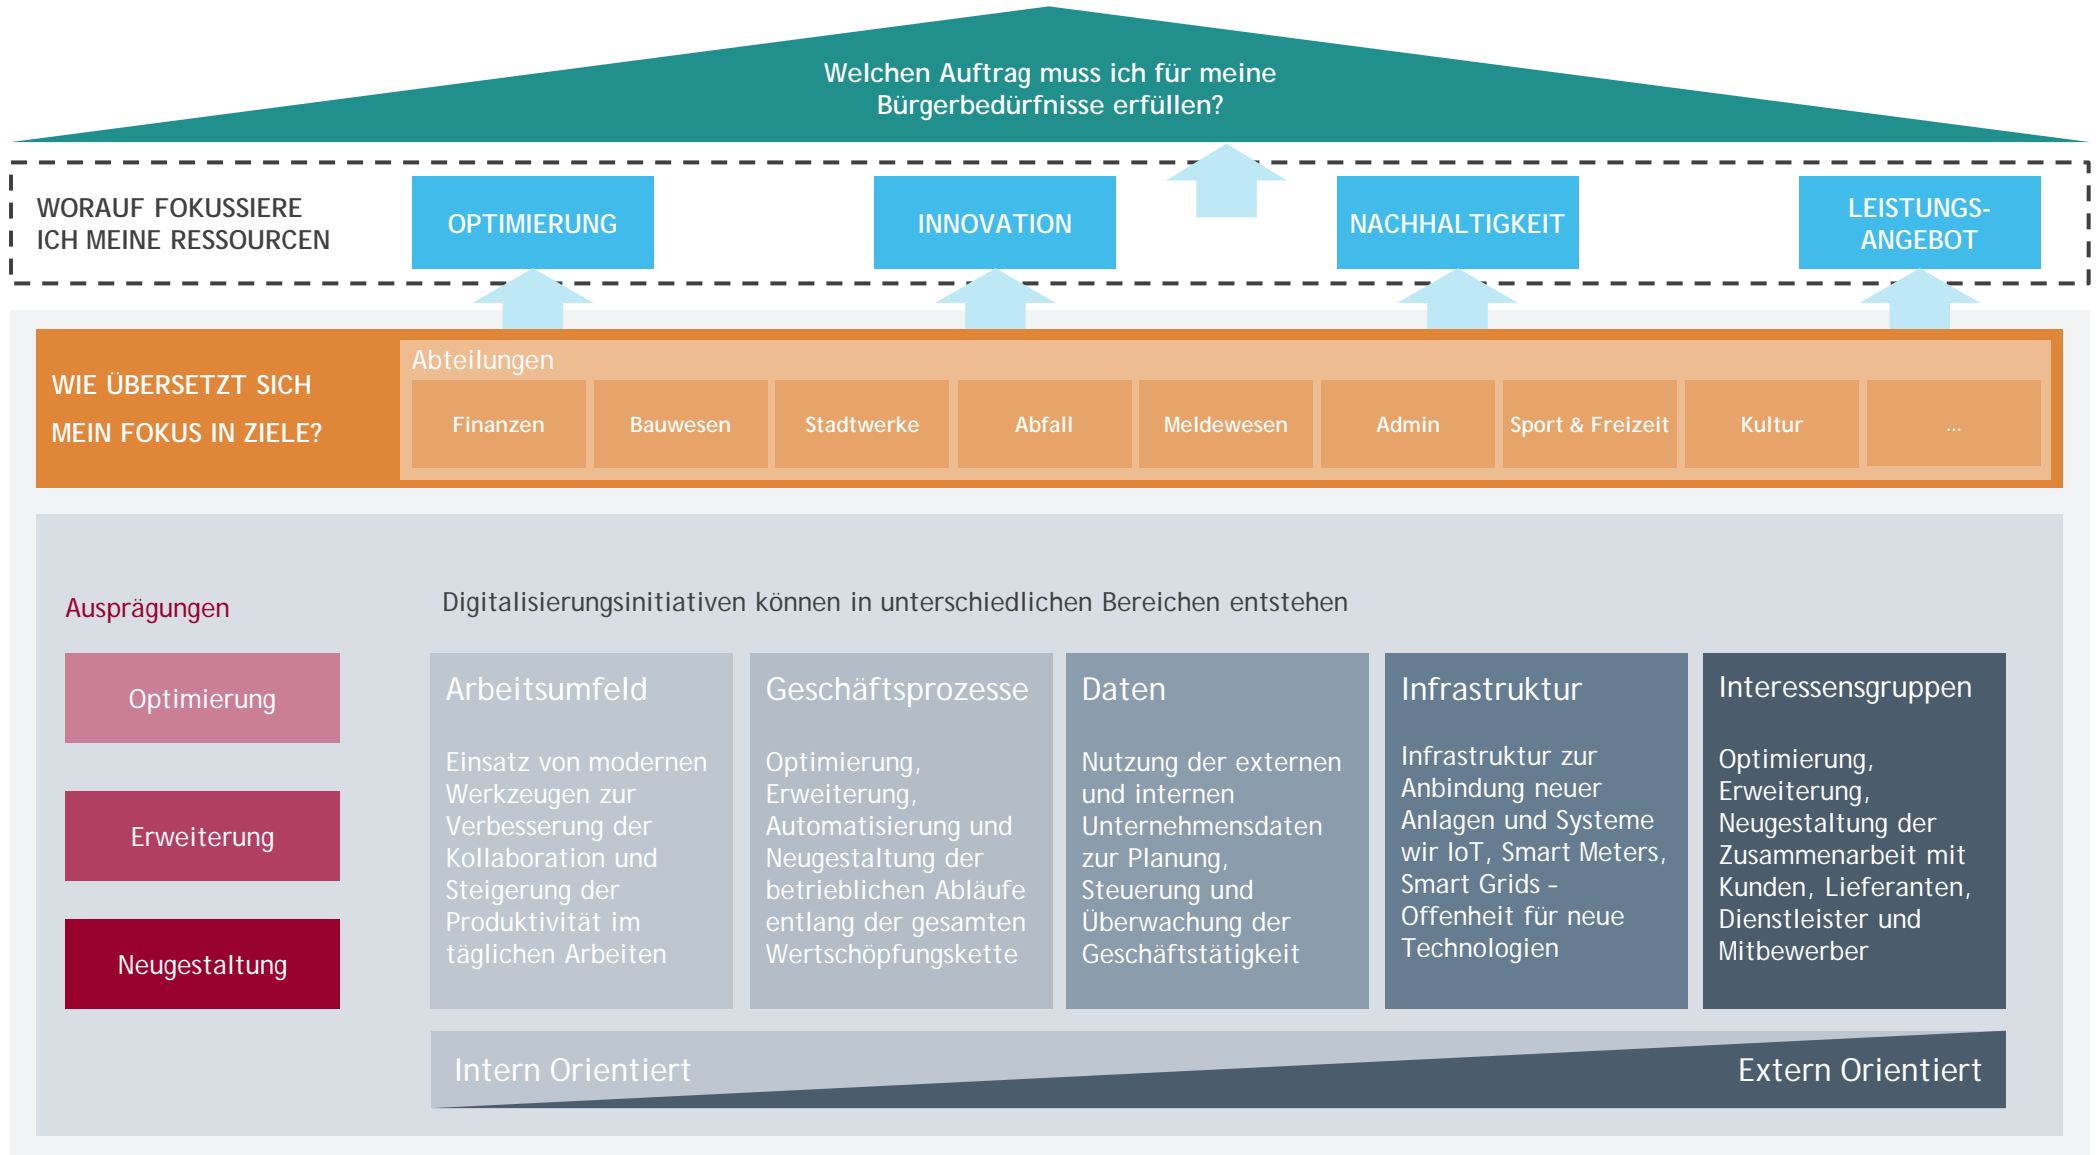 Welchen Auftrag muss ich für meine
Bürgerbedürfnisse erfüllen?
WORAUF FOKUSSIERE
ICH MEINE RESSOURCEN
OPTIMIERUNG
INNOVATION
NACHHALTIGKEIT
LEISTUNGS-
ANGEBOT
WIE ÜBERSETZT SICH
MEIN FOKUS IN ZIELE?
Abteilungen
Finanzen
Bauwesen
Stadtwerke
Abfall
Meldewesen
Admin
Sport & Freizeit
Kultur
...
Ausprägungen
Optimierung
Erweiterung
Neugestaltung
Digitalisierungsinitiativen können in unterschiedlichen Bereichen entstehen
Arbeitsumfeld
Einsatz von modernen
Werkzeugen zur
Verbesserung der
Kollaboration und
Steigerung der
Produktivität im
täglichen Arbeiten
Geschäftsprozesse
Optimierung,
Erweiterung,
Automatisierung und
Neugestaltung der
betrieblichen Abläufe
entlang der gesamten
Wertschöpfungskette
Daten
Nutzung der externen
und internen
Unternehmensdaten
zur Planung,
Steuerung und
Überwachung der
Geschäftstätigkeit
Infrastruktur
Infrastruktur zur
Anbindung neuer
Anlagen und Systeme
wir IoT, Smart Meters,
Smart Grids –
Offenheit für neue
Technologien
Interessensgruppen
Optimierung,
Erweiterung,
Neugestaltung der
Zusammenarbeit mit
Kunden, Lieferanten,
Dienstleister und
Mitbewerber
Intern Orientiert
Extern Orientiert